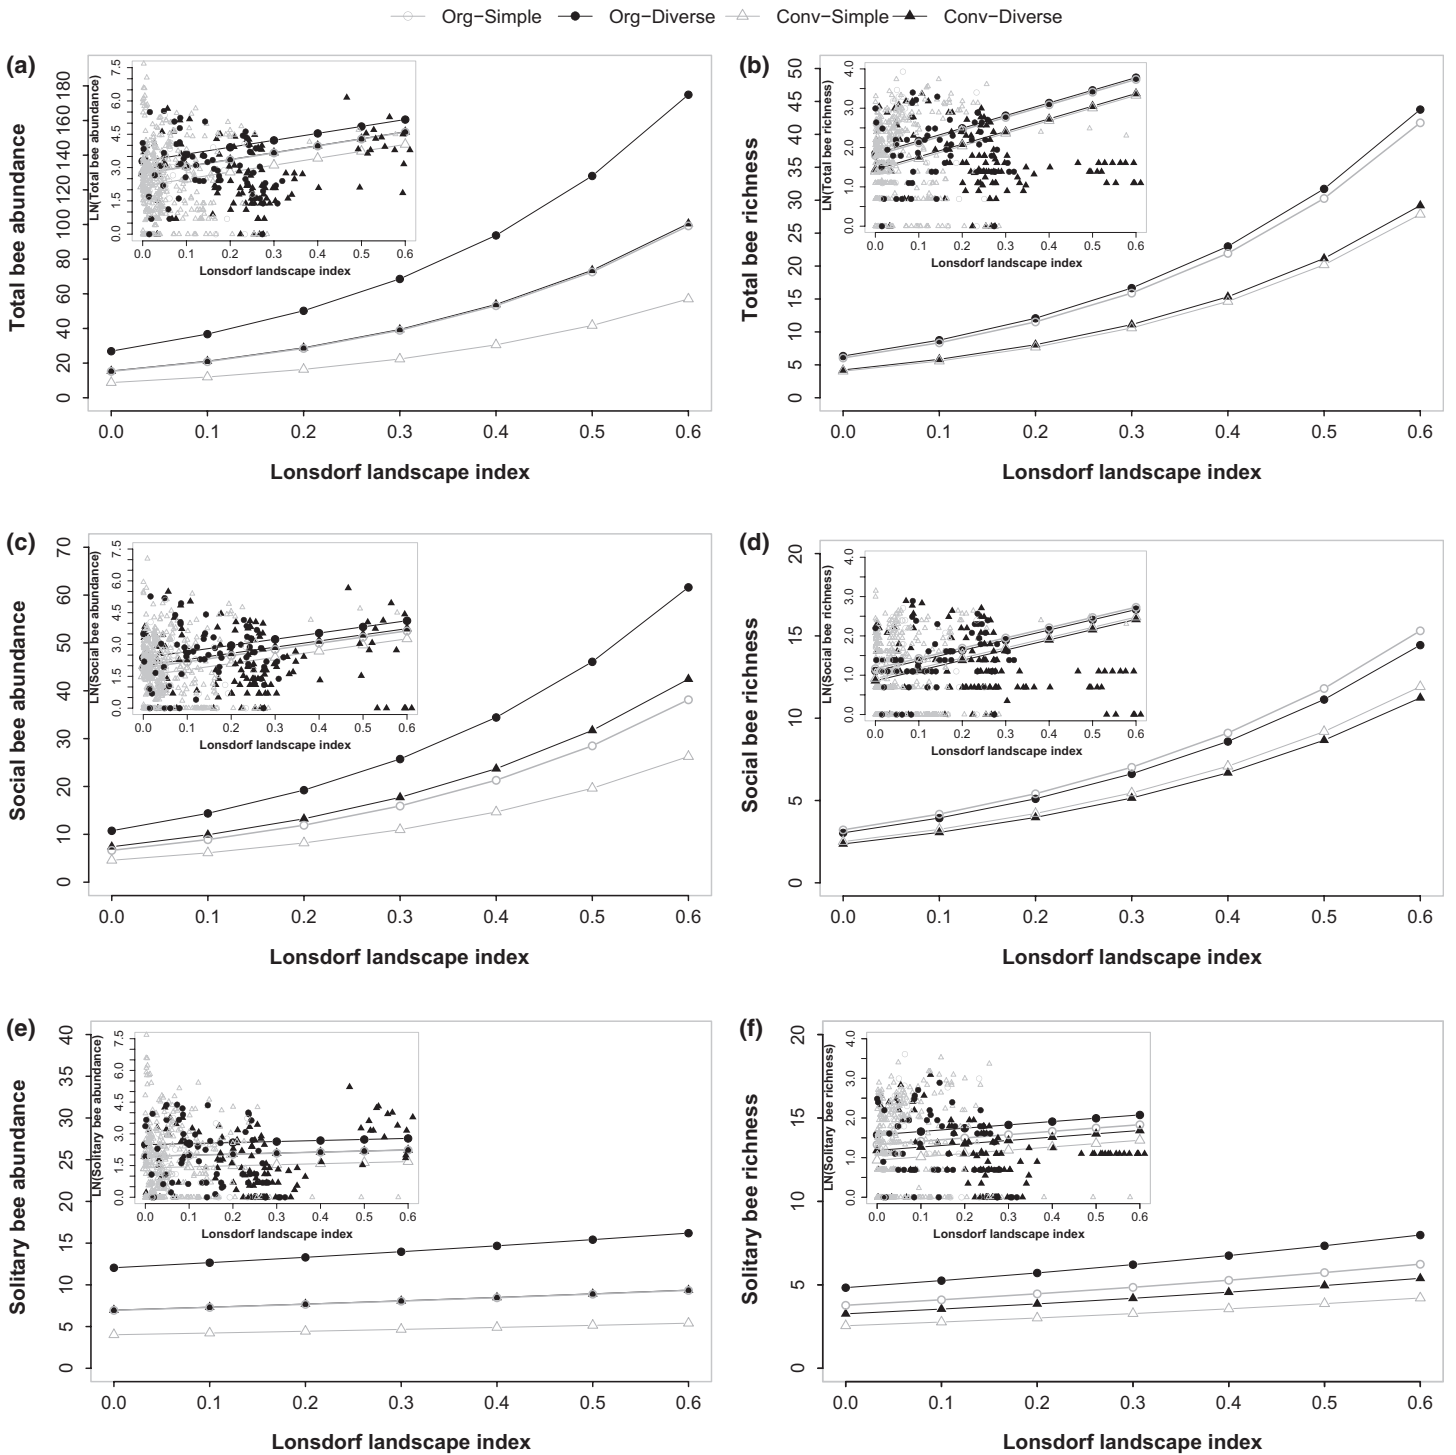 Org−Simple Org−Diverse Conv−Simple Conv−Diverse
(a)
Total bee abundance
0 20 40 60 80 100 120 140 160 180
0.0 0.1 0.2 0.3 0.4 0.5 0.6
Lonsdorf landscape index
LN(Total bee abundance)
0.0 1.5 3.0 4.5 6.0 7.5
0.0 0.1 0.2 0.3 0.4 0.5 0.6
Lonsdorf landscape index
(b)
Total bee richness
0 5 10 15 20 25 30 35 40 45 50
0.0 0.1 0.2 0.3 0.4 0.5 0.6
Lonsdorf landscape index
LN(Total bee richness)
0.0 1.0 2.0 3.0 4.0
0.0 0.1 0.2 0.3 0.4 0.5 0.6
Lonsdorf landscape index
(c)
Social bee abundance
0 10 20 30 40 50 60 70
0.0 0.1 0.2 0.3 0.4 0.5 0.6
Lonsdorf landscape index
LN(Social bee abundance)
0.0 1.5 3.0 4.5 6.0 7.5
0.0 0.1 0.2 0.3 0.4 0.5 0.6
Lonsdorf landscape index
(d)
Social bee richness
0 5 10 15 20
0.0 0.1 0.2 0.3 0.4 0.5 0.6
Lonsdorf landscape index
LN(Social bee richness)
0.0 1.0 2.0 3.0 4.0
0.0 0.1 0.2 0.3 0.4 0.5 0.6
Lonsdorf landscape index
(e)
Solitary bee abundance
0 5 10 15 20 25 30 35 40
0.0 0.1 0.2 0.3 0.4 0.5 0.6
Lonsdorf landscape index
LN(Solitary bee abundance)
0.0 1.5 3.0 4.5 6.0 7.5
0.0 0.1 0.2 0.3 0.4 0.5 0.6
Lonsdorf landscape index
(f)
Solitary bee richness
0 5 10 15 20
0.0 0.1 0.2 0.3 0.4 0.5 0.6
Lonsdorf landscape index
LN(Solitary bee richness)
0.0 1.0 2.0 3.0 4.0
0.0 0.1 0.2 0.3 0.4 0.5 0.6
Lonsdorf landscape index